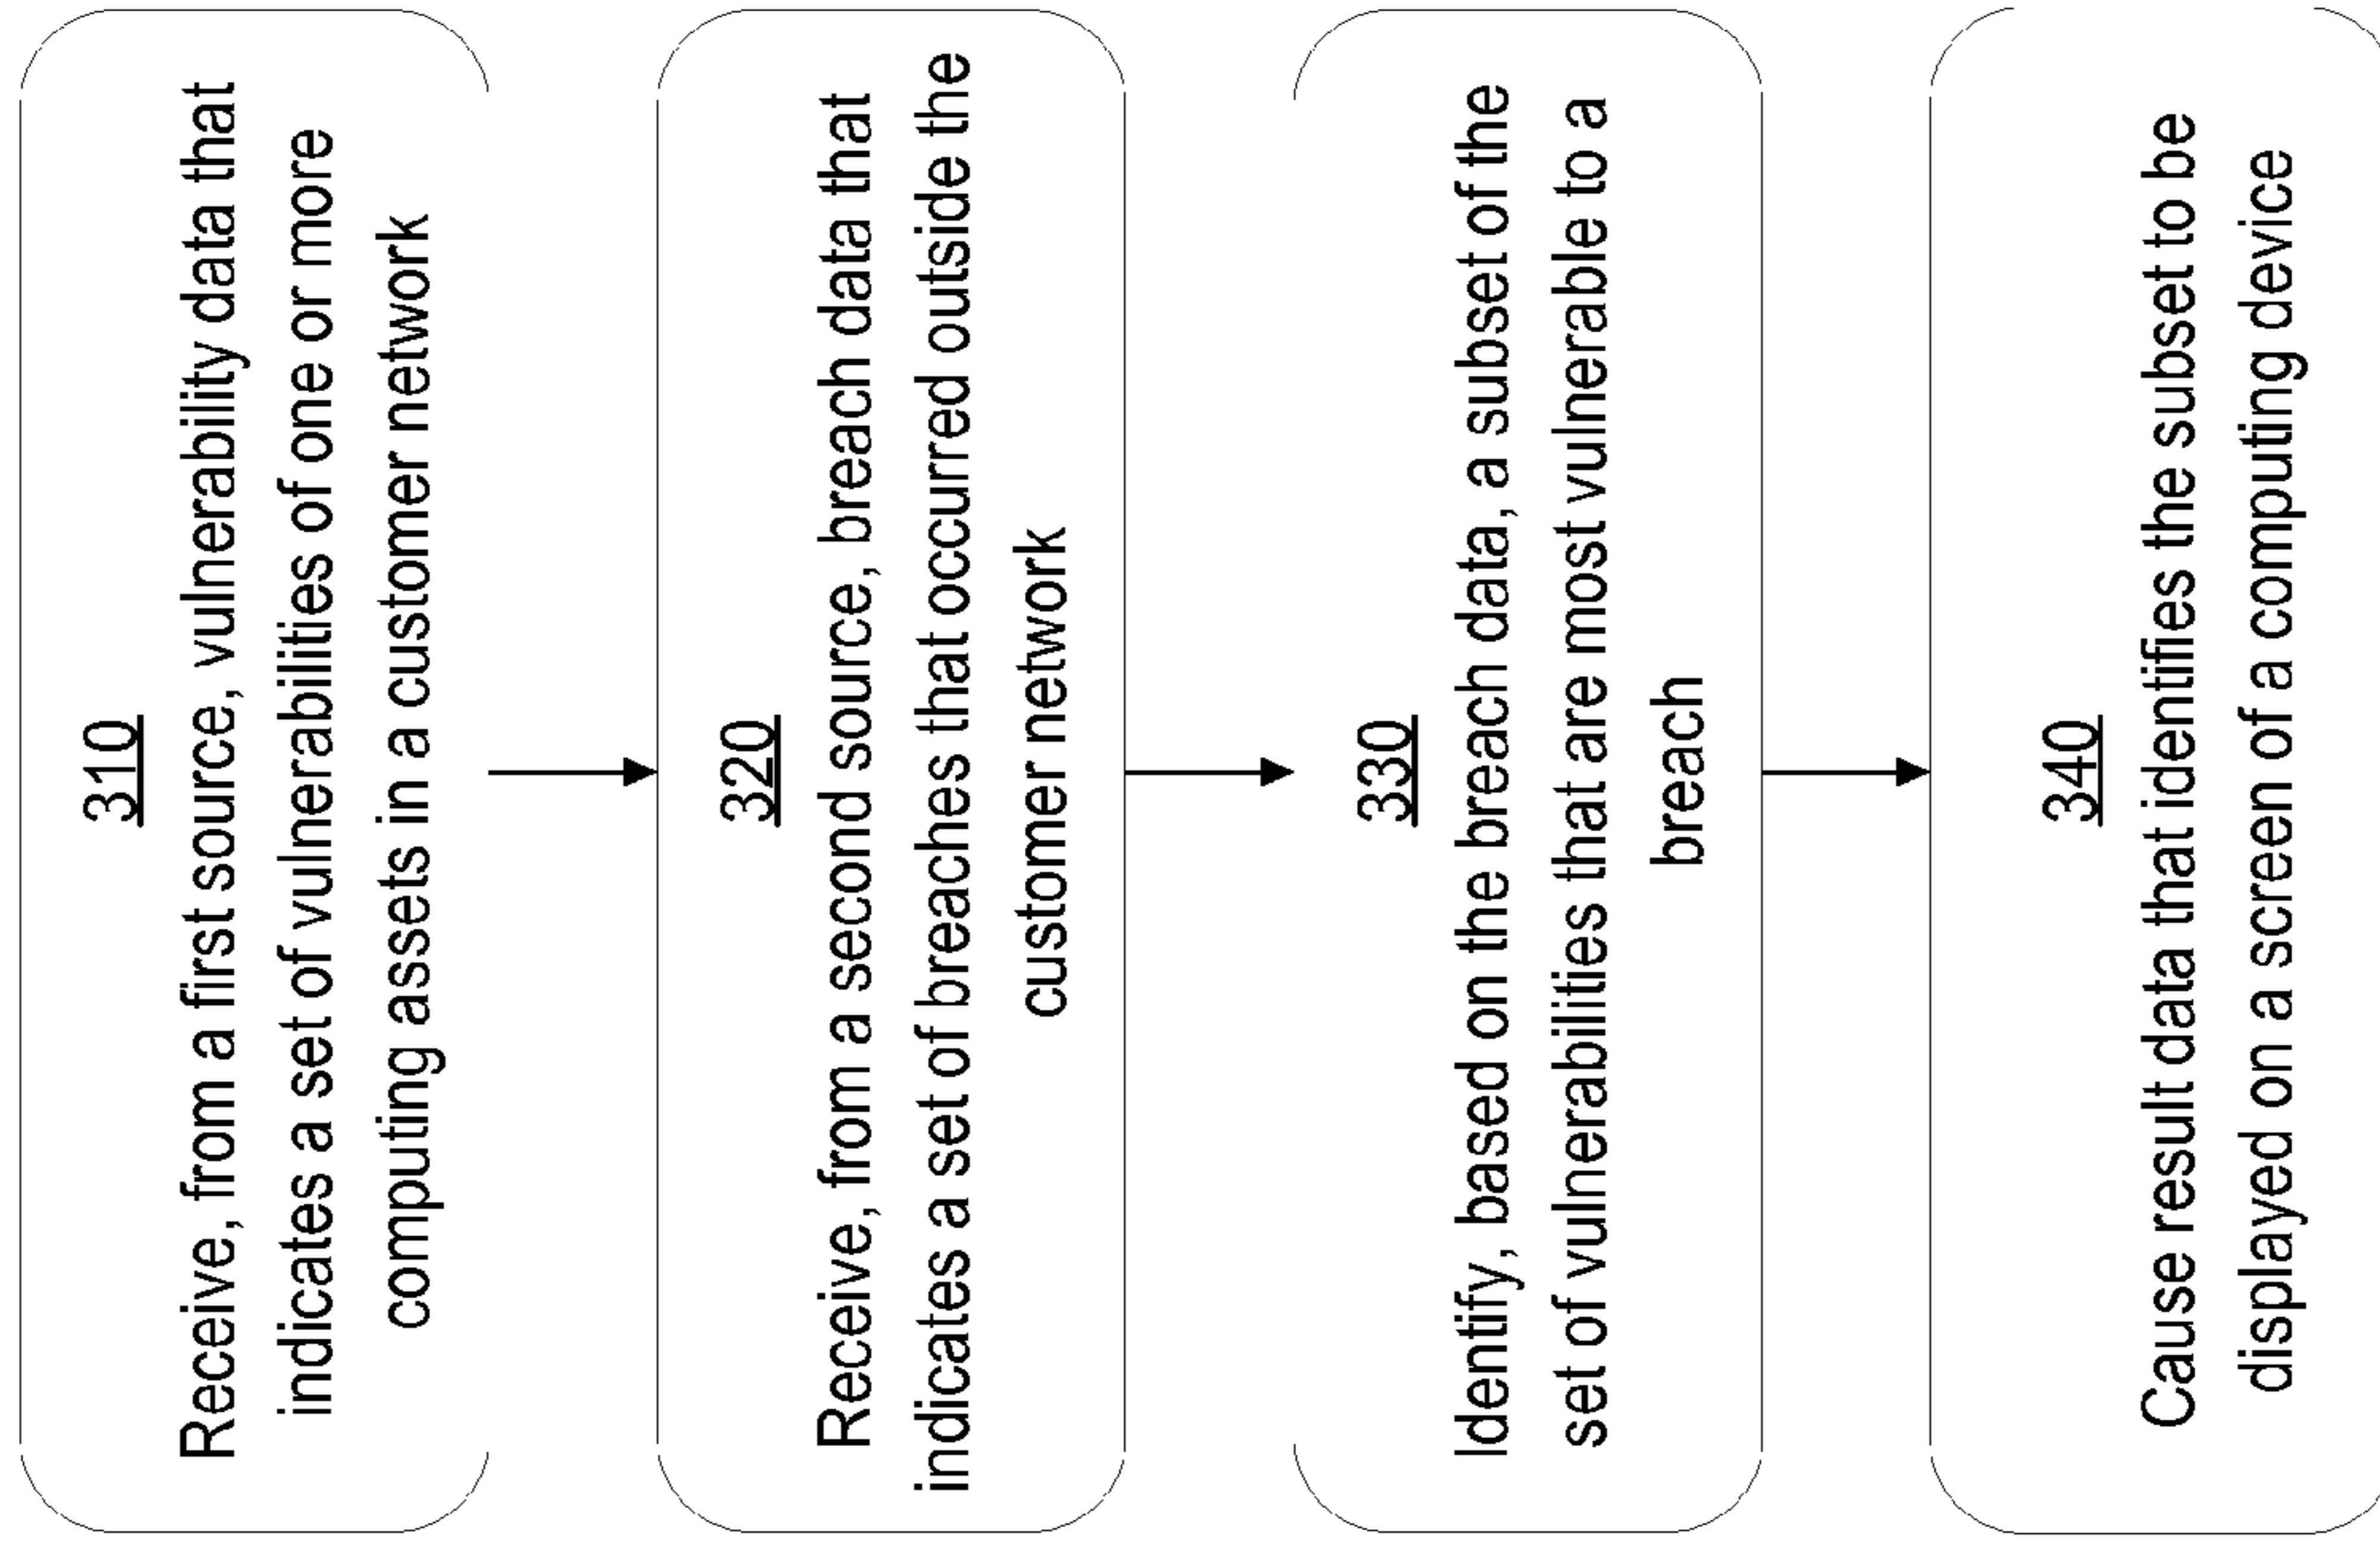 310
Receive, from a first source, vulnerability data that
indicates a set of vulnerabilities of one or more
computing assets in a customer network
320
Receive, from a second source, breach data that
indicates a set of breaches that occurred outside the
customer network
330
Identify, based on the breach data, a subset of the
set of vulnerabilities that are most vulnerable to a
breach
340
Cause result data that identifies the subset to be
displayed on a screen of a computing device